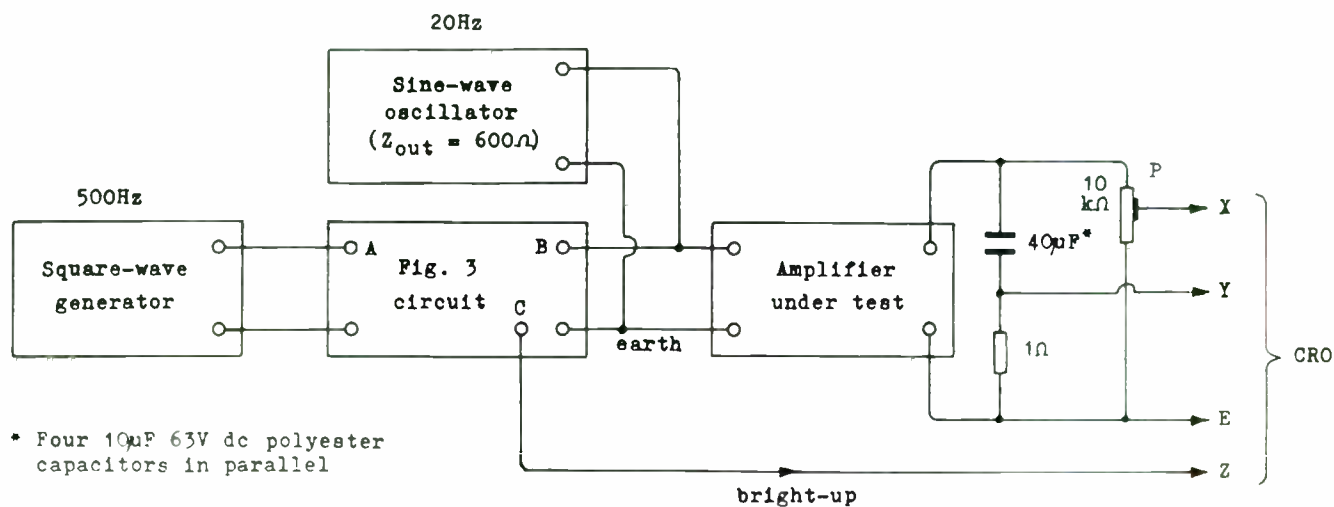 20Hz
Sine-wave
oscillator
(Zout = 600Ω)
500Hz
Square-wave
generator
A
B
C
Fig. 3
circuit
earth
Amplifier
under test
40µF*
1Ω
10
kΩ
P
X
Y
E
Z
CRO
bright-up
* Four 10µF 63V dc polyester
capacitors in parallel